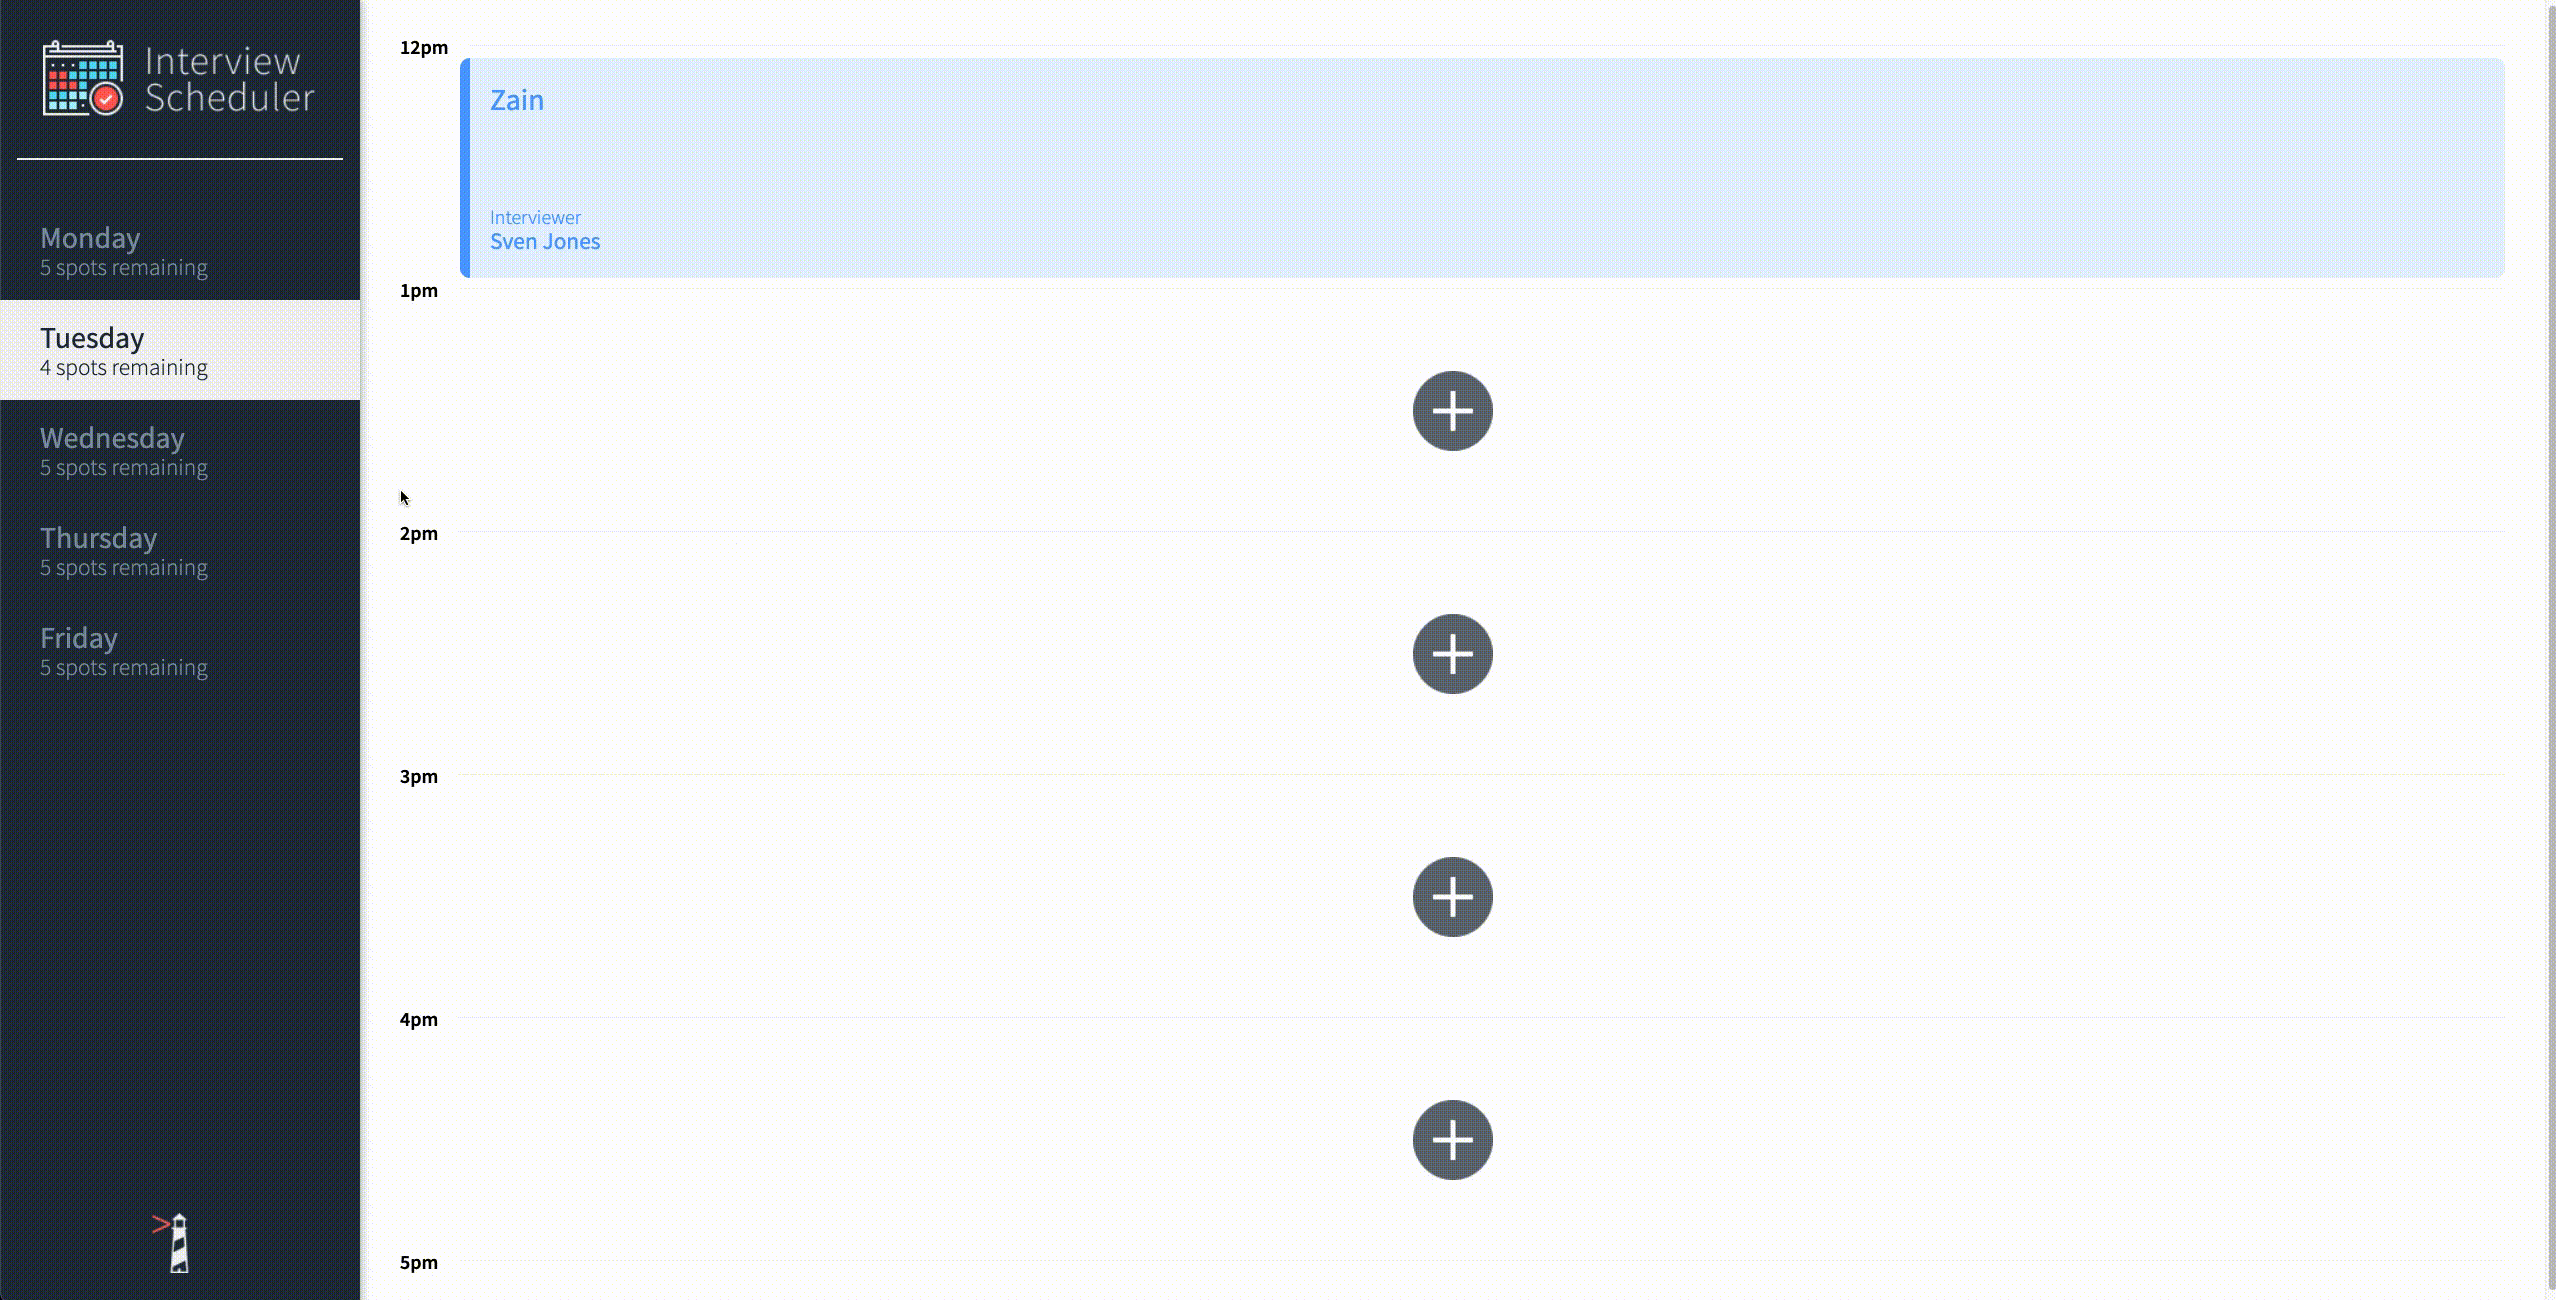 Interview
Scheduler
Monday
5 spots remaining
Tuesday
4 spots remaining
Wednesday
5 spots remaining
Thursday
5 spots remaining
Friday
5 spots remaining
12pm
Zain
Interviewer
Sven Jones
1pm
2pm
3pm
4pm
5pm